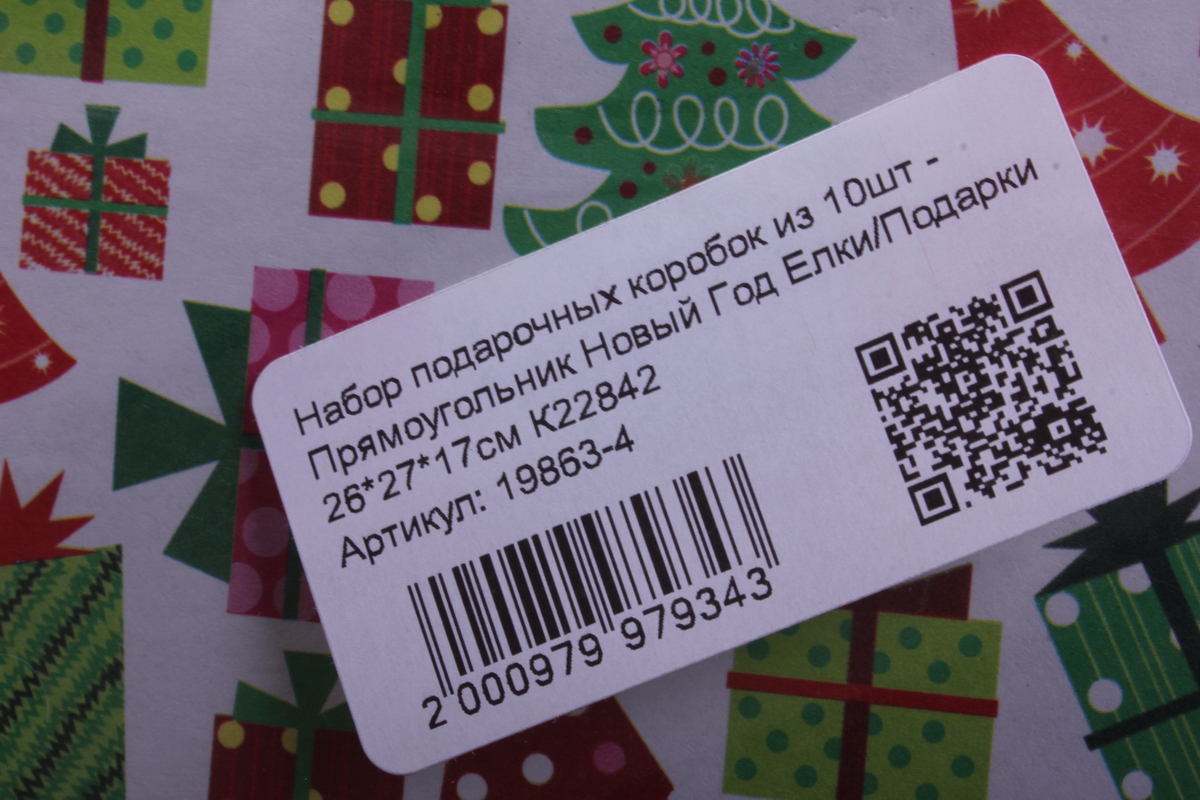 Набор подарочных коробок из 10шт -
Прямоугольник Новый Год Елки/Подарки
26*27*17см К22842
Артикул: 19863-4
2 000979 979343